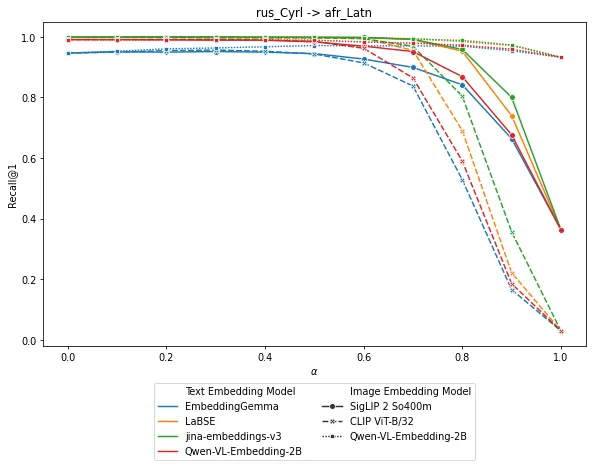 rus_Cyrl -> afr_Latn
1.0
0.8
0.6
0.4
0.2
0.0
Recall@1
0.0 0.2 0.4 0.6 0.8 1.0
α
Text Embedding Model
EmbeddingGemma
LaBSE
jina-embeddings-v3
Qwen-VL-Embedding-2B
Image Embedding Model
SigLIP 2 So400m
CLIP ViT-B/32
Qwen-VL-Embedding-2B